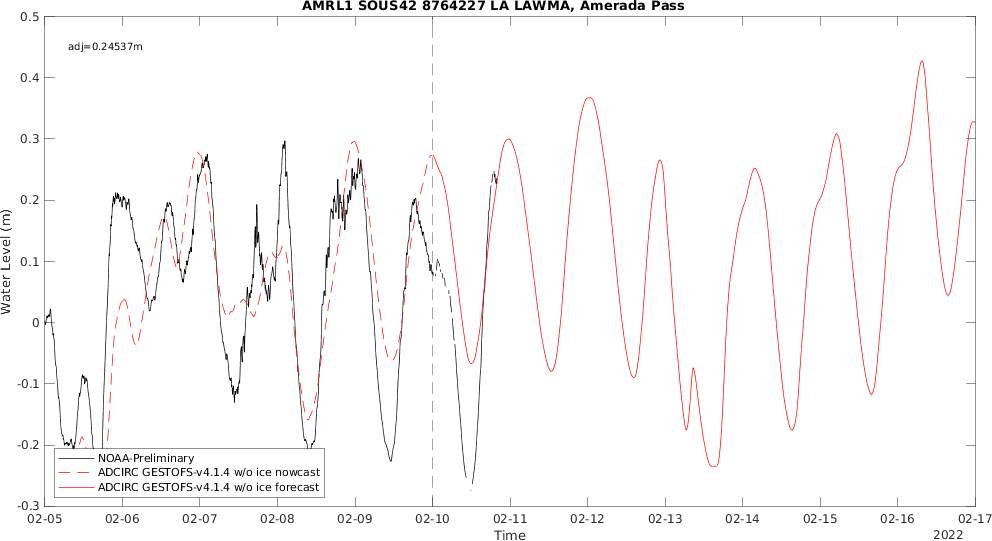 AMRL1 SOUS42 8764227 LA LAWMA, Amerada Pass
adj=0.24537m
Water Level (m)
0.5
0.4
0.3
0.2
0.1
0
-0.1
-0.2
-0.3
NOAA-Preliminary
ADCIRC GESTOFS-v4.1.4 w/o ice nowcast
ADCIRC GESTOFS-v4.1.4 w/o ice forecast
02-05 02-06 02-07 02-08 02-09 02-10 02-11 02-12 02-13 02-14 02-15 02-16 02-17
Time
2022